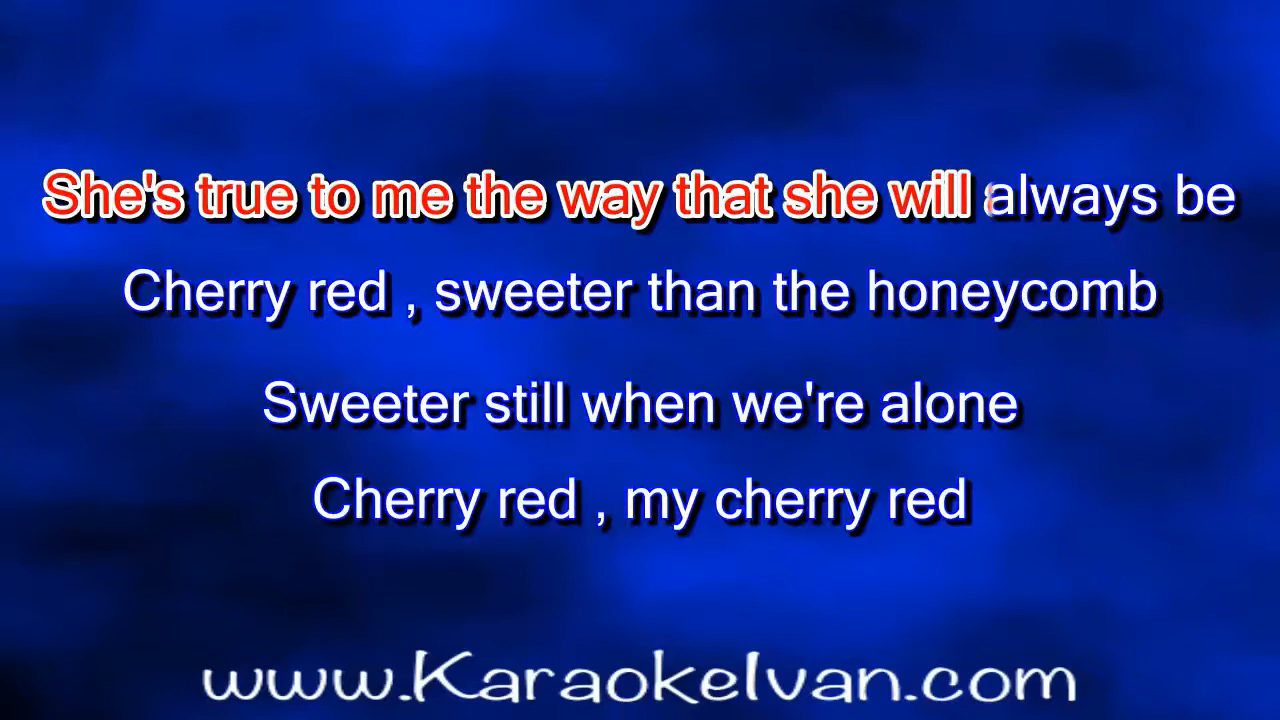 She's true to me the way that she will always be
Cherry red , sweeter than the honeycomb
Sweeter still when we're alone
Cherry red , my cherry red
www.KaraokeIvan.com